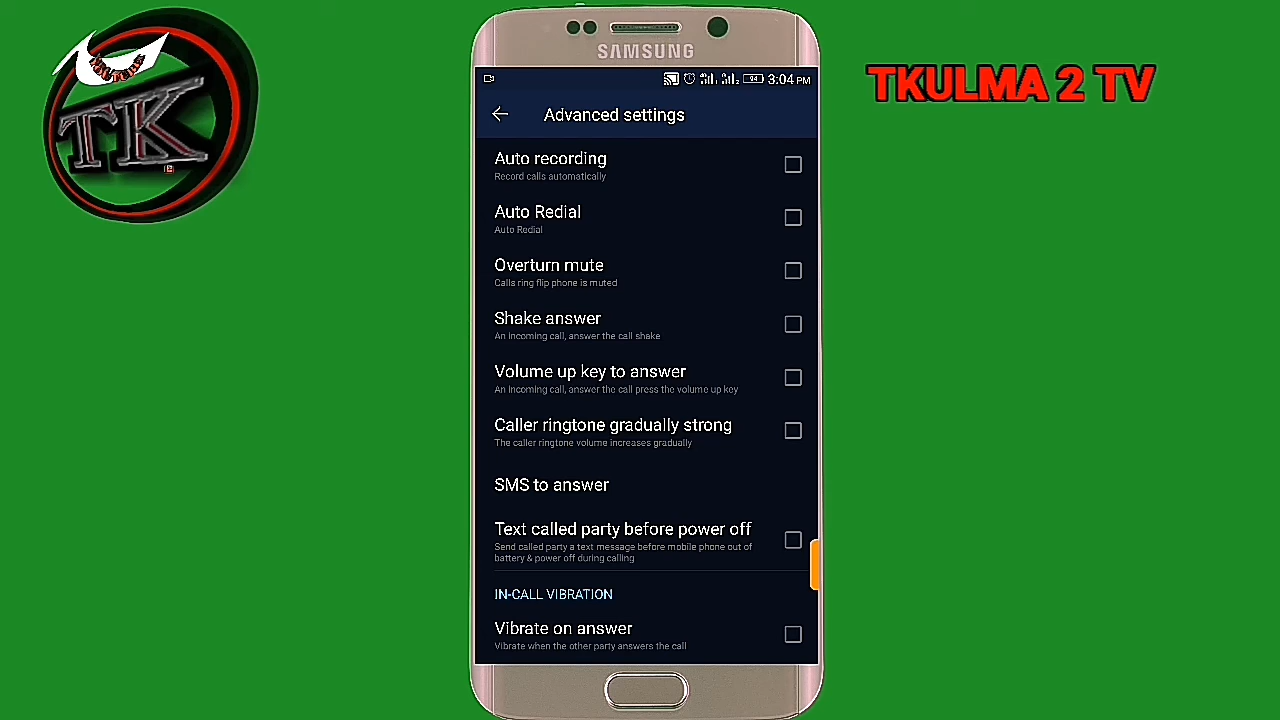 TK
TKULMA 2 TV
SAMSUNG
94
3:04 PM
Advanced settings
Auto recording
Record calls automatically
Auto Redial
Auto Redial
Overturn mute
Calls ring flip phone is muted
Shake answer
An incoming call, answer the call shake
Volume up key to answer
An incoming call, answer the call press the volume up key
Caller ringtone gradually strong
The caller ringtone volume increases gradually
SMS to answer
Text called party before power off
Send called party a text message before mobile phone out of
battery & power off during calling
IN-CALL VIBRATION
Vibrate on answer
Vibrate when the other party answers the call